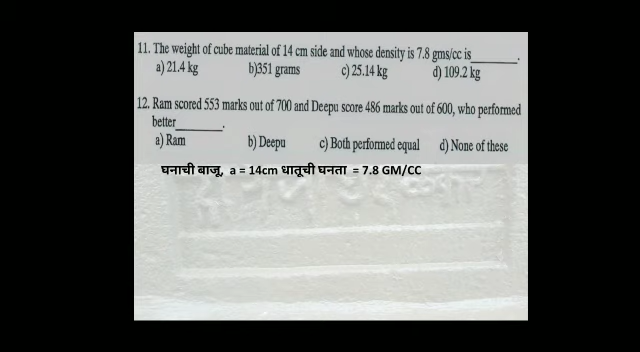 11. The weight of cube material of 14 cm side and whose density is 7.8 gms/cc is_______.
a) 21.4 kg b)351 grams c) 25.14 kg d) 109.2 kg
12. Ram scored 553 marks out of 700 and Deepu score 486 marks out of 600, who performed
better_______.
a) Ram b) Deepu c) Both performed equal d) None of these
घनाची बाजू, a = 14cm धातूची घनता = 7.8 GM/CC